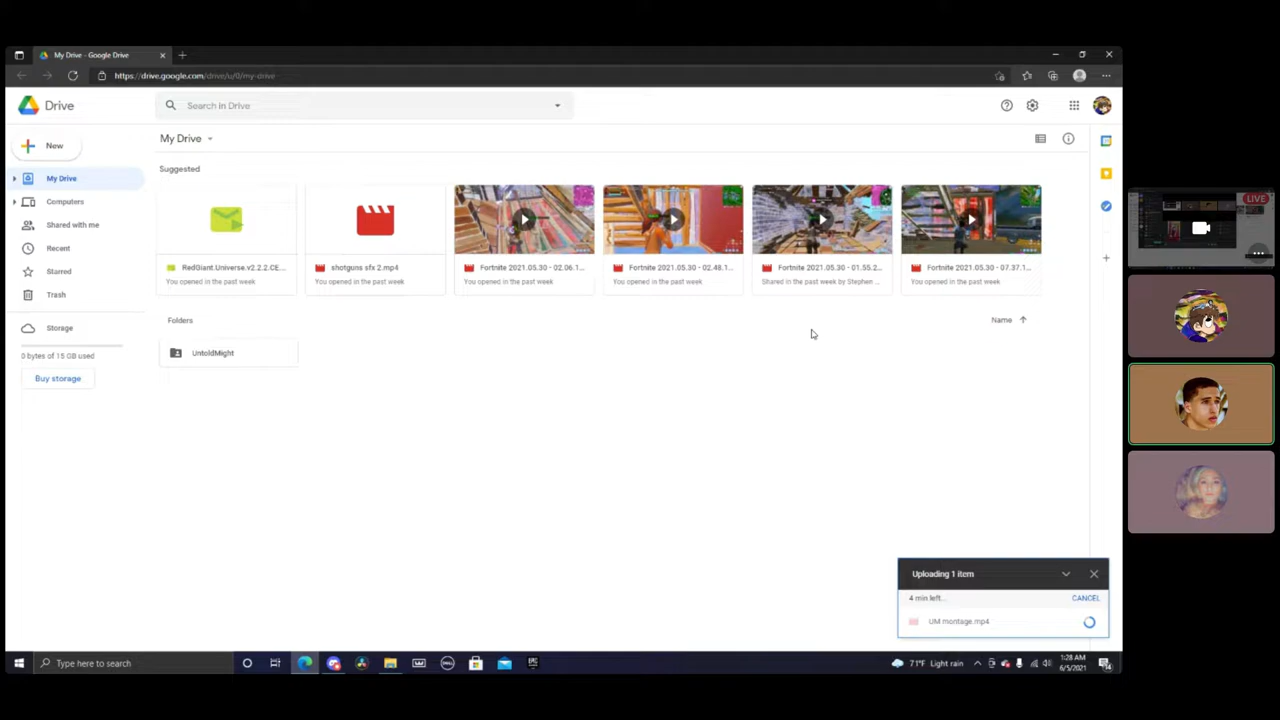 My Drive - Google Drive
https://drive.google.com/drive/u/0/my-drive
Drive
Search in Drive
New
My Drive
Suggested
My Drive
Computers
Shared with me
Recent
Starred
Trash
Storage
0 bytes of 15 GB used
Buy storage
RedGiant.Universe.v2.2.2.CE...
You opened in the past week
shotguns sfx 2.mp4
You opened in the past week
Fortnite 2021.05.30 - 02.06.1...
You opened in the past week
Fortnite 2021.05.30 - 02.48.1...
You opened in the past week
Fortnite 2021.05.30 - 01.55.2...
Shared in the past week by Stephen ...
Fortnite 2021.05.30 - 07.37.1...
You opened in the past week
Folders
Name
UntoldMight
LIVE
Uploading 1 item
4 min left...
CANCEL
UM montage.mp4
Type here to search
DELL
EPIC
71°F Light rain
1:28 AM
6/5/2021